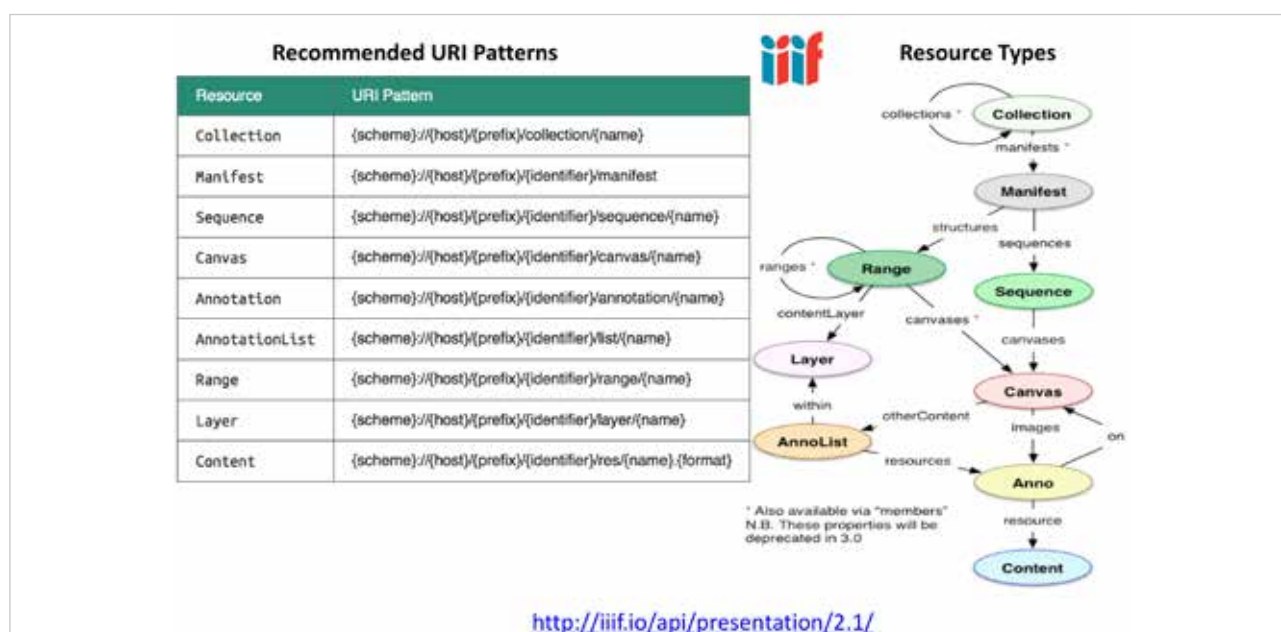 Recommended URI Patterns
iiif
Resource Types
Resource URI Pattern
Collection {scheme}://{host}/{prefix}/collection/{name}
Manifest {scheme}://{host}/{prefix}/{identifier}/manifest
Sequence {scheme}://{host}/{prefix}/{identifier}/sequence/{name}
Canvas {scheme}://{host}/{prefix}/{identifier}/canvas/{name}
Annotation {scheme}://{host}/{prefix}/{identifier}/annotation/{name}
AnnotationList {scheme}://{host}/{prefix}/{identifier}/list/{name}
Range {scheme}://{host}/{prefix}/{identifier}/range/{name}
Layer {scheme}://{host}/{prefix}/{identifier}/layer/{name}
Content {scheme}://{host}/{prefix}/{identifier}/res/{name}.{format}
collections *
Collection
manifests *
Manifest
structures
sequences
ranges *
Range
Sequence
contentLayer
canvases *
canvases
Layer
Canvas
within
otherContent
images
on
AnnoList
resources
Anno
* Also available via "members"
N.B. These properties will be
deprecated in 3.0
resource
Content
http://iiif.io/api/presentation/2.1/